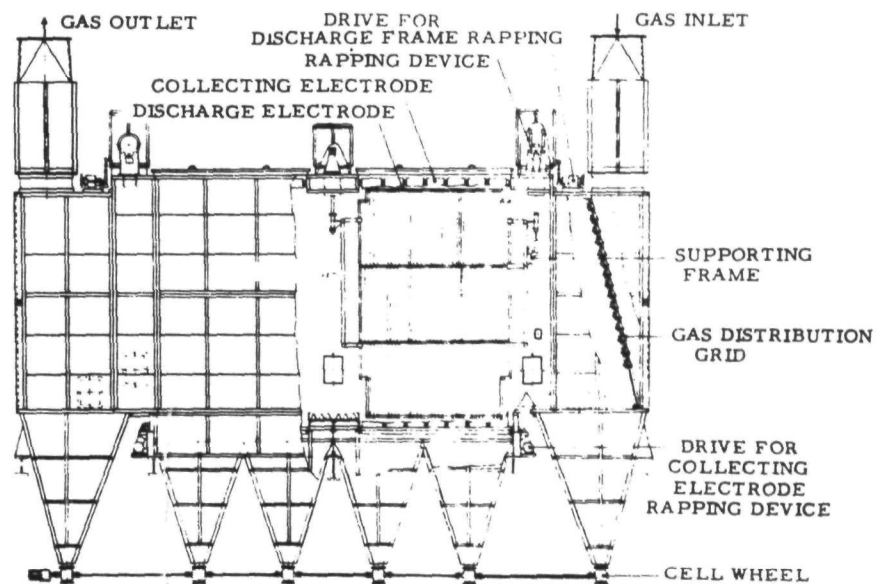 GAS OUTLET
DRIVE FOR
DISCHARGE FRAME RAPPING
RAPPING DEVICE
COLLECTING ELECTRODE
DISCHARGE ELECTRODE
GAS INLET
SUPPORTING
FRAME
GAS DISTRIBUTION
GRID
DRIVE FOR
COLLECTING
ELECTRODE
RAPPING DEVICE
CELL WHEEL